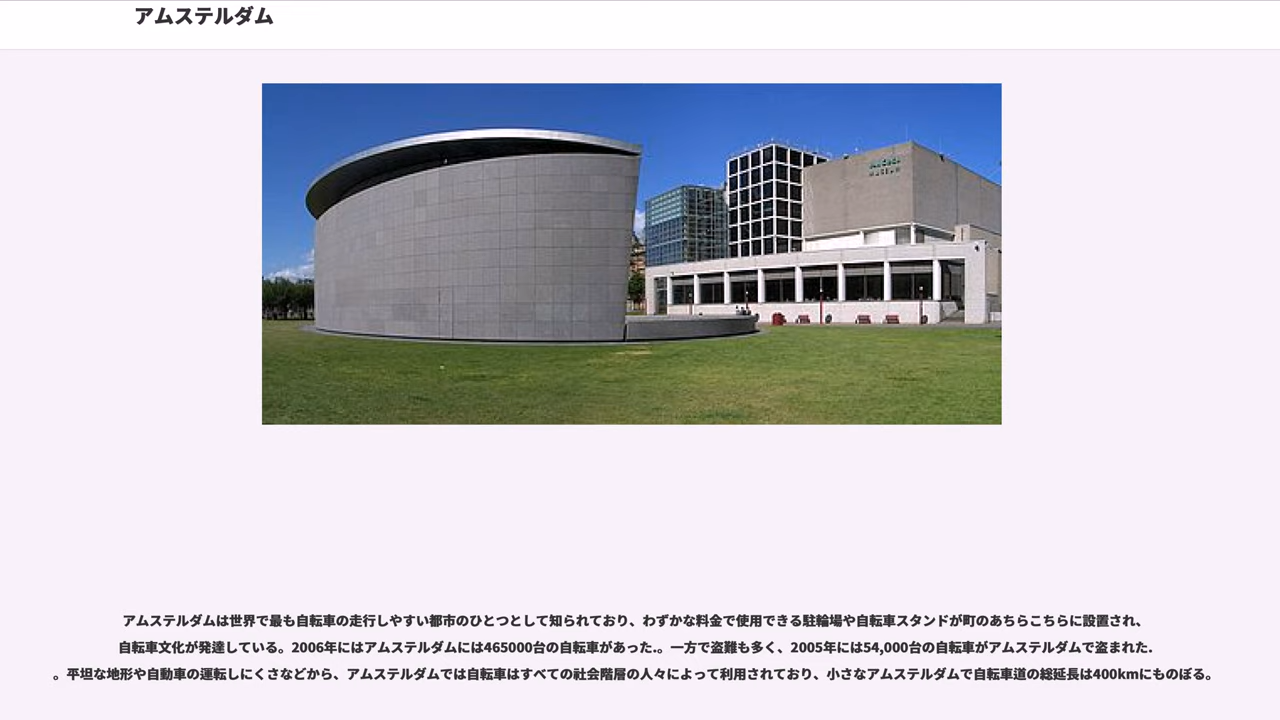 アムステルダム
アムステルダムは世界で最も自転車の走行しやすい都市のひとつとして知られており、わずかな料金で使用できる駐輪場や自転車スタンドが町のあちらこちらに設置され、
自転車文化が発達している。2006年にはアムステルダムには465000台の自転車があった.。一方で盗難も多く、2005年には54,000台の自転車がアムステルダムで盗まれた.
。平坦な地形や自動車の運転しにくさなどから、アムステルダムでは自転車はすべての社会階層の人々によって利用されており、小さなアムステルダムで自転車道の総延長は400kmにものぼる。